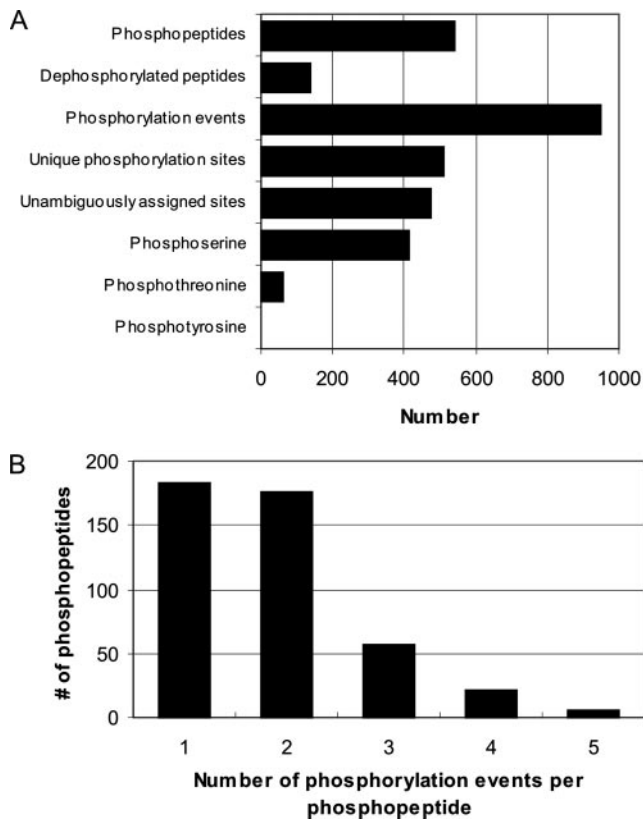 A
Phosphopeptides
Dephosphorylated peptides
Phosphorylation events
Unique phosphorylation sites
Unambiguously assigned sites
Phosphoserine
Phosphothreonine
Phosphotyrosine
0 200 400 600 800 1000
Number
B
# of phosphopeptides
200
150
100
50
0
1 2 3 4 5
Number of phosphorylation events per
phosphopeptide